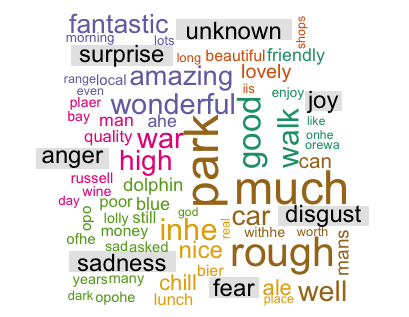 fantastic unknown shops
morning lots
surprise long beautiful friendly
range local amazing lovely
even iis enjoy joy
plaer wonderful
bay man ahe good walk like
quality war onhe
orewa
anger high park can
russell dolphin much
wine
day poor blue car disgust
opo lolly still god
money inhe real withhe worth mans
ofhe sad asked nice rough
sadness bier
years many chill fear ale well
dark opohe lunch place